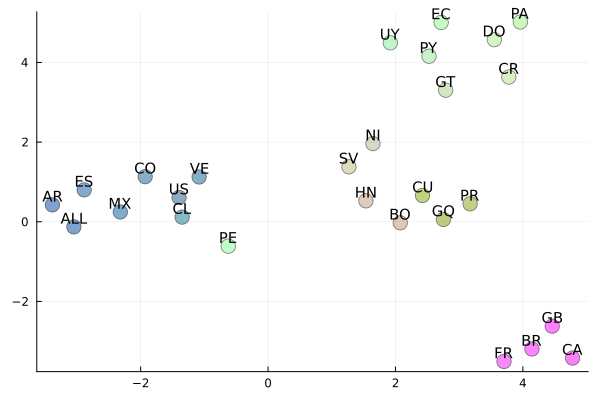 EC
PA
UY
DO
PY
4
CR
GT
2
NI
SV
CO
VE
ES
US
HN
CU
PR
AR
MX
CL
BO
GQ
ALL
0
PE
−2
GB
BR
FR
CA
−2
0
2
4